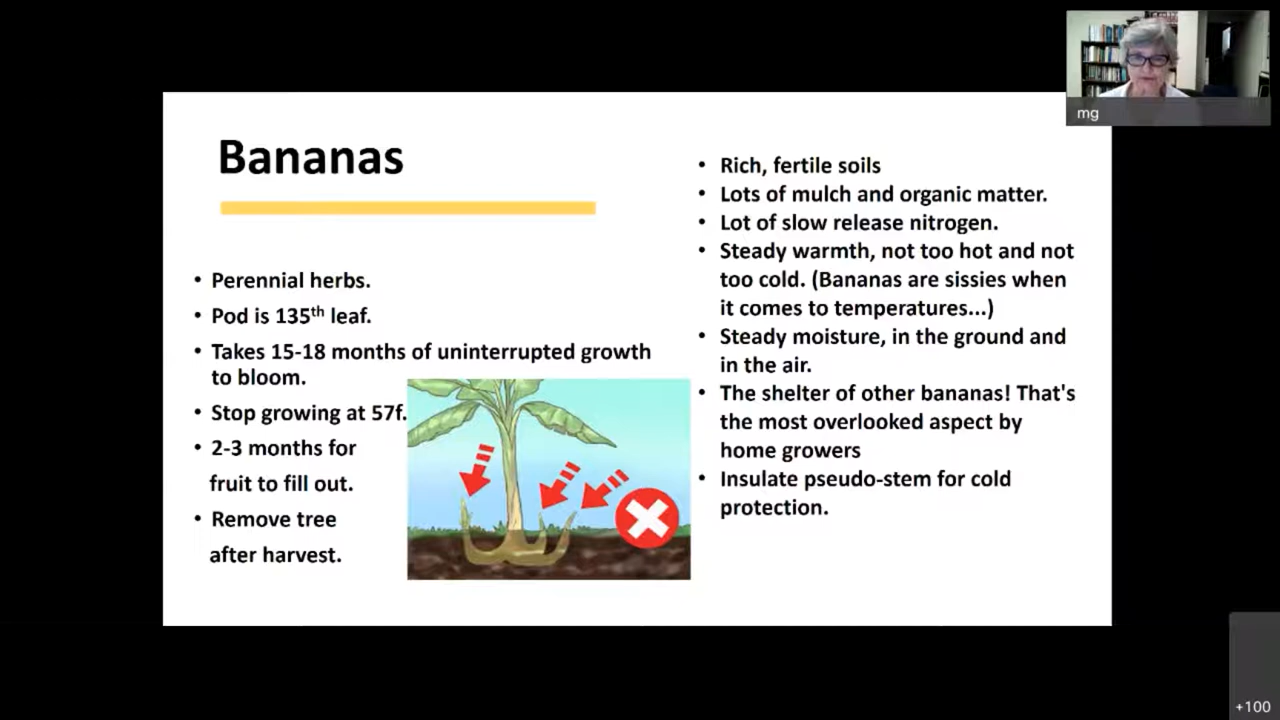 Bananas
• Perennial herbs.
• Pod is 135th leaf.
• Takes 15-18 months of uninterrupted growth
to bloom.
• Stop growing at 57f.
• 2-3 months for
fruit to fill out.
• Remove tree
after harvest.
• Rich, fertile soils
• Lots of mulch and organic matter.
• Lot of slow release nitrogen.
• Steady warmth, not too hot and not
too cold. (Bananas are sissies when
it comes to temperatures...)
• Steady moisture, in the ground and
in the air.
• The shelter of other bananas! That's
the most overlooked aspect by
home growers
• Insulate pseudo-stem for cold
protection.
mg
+100